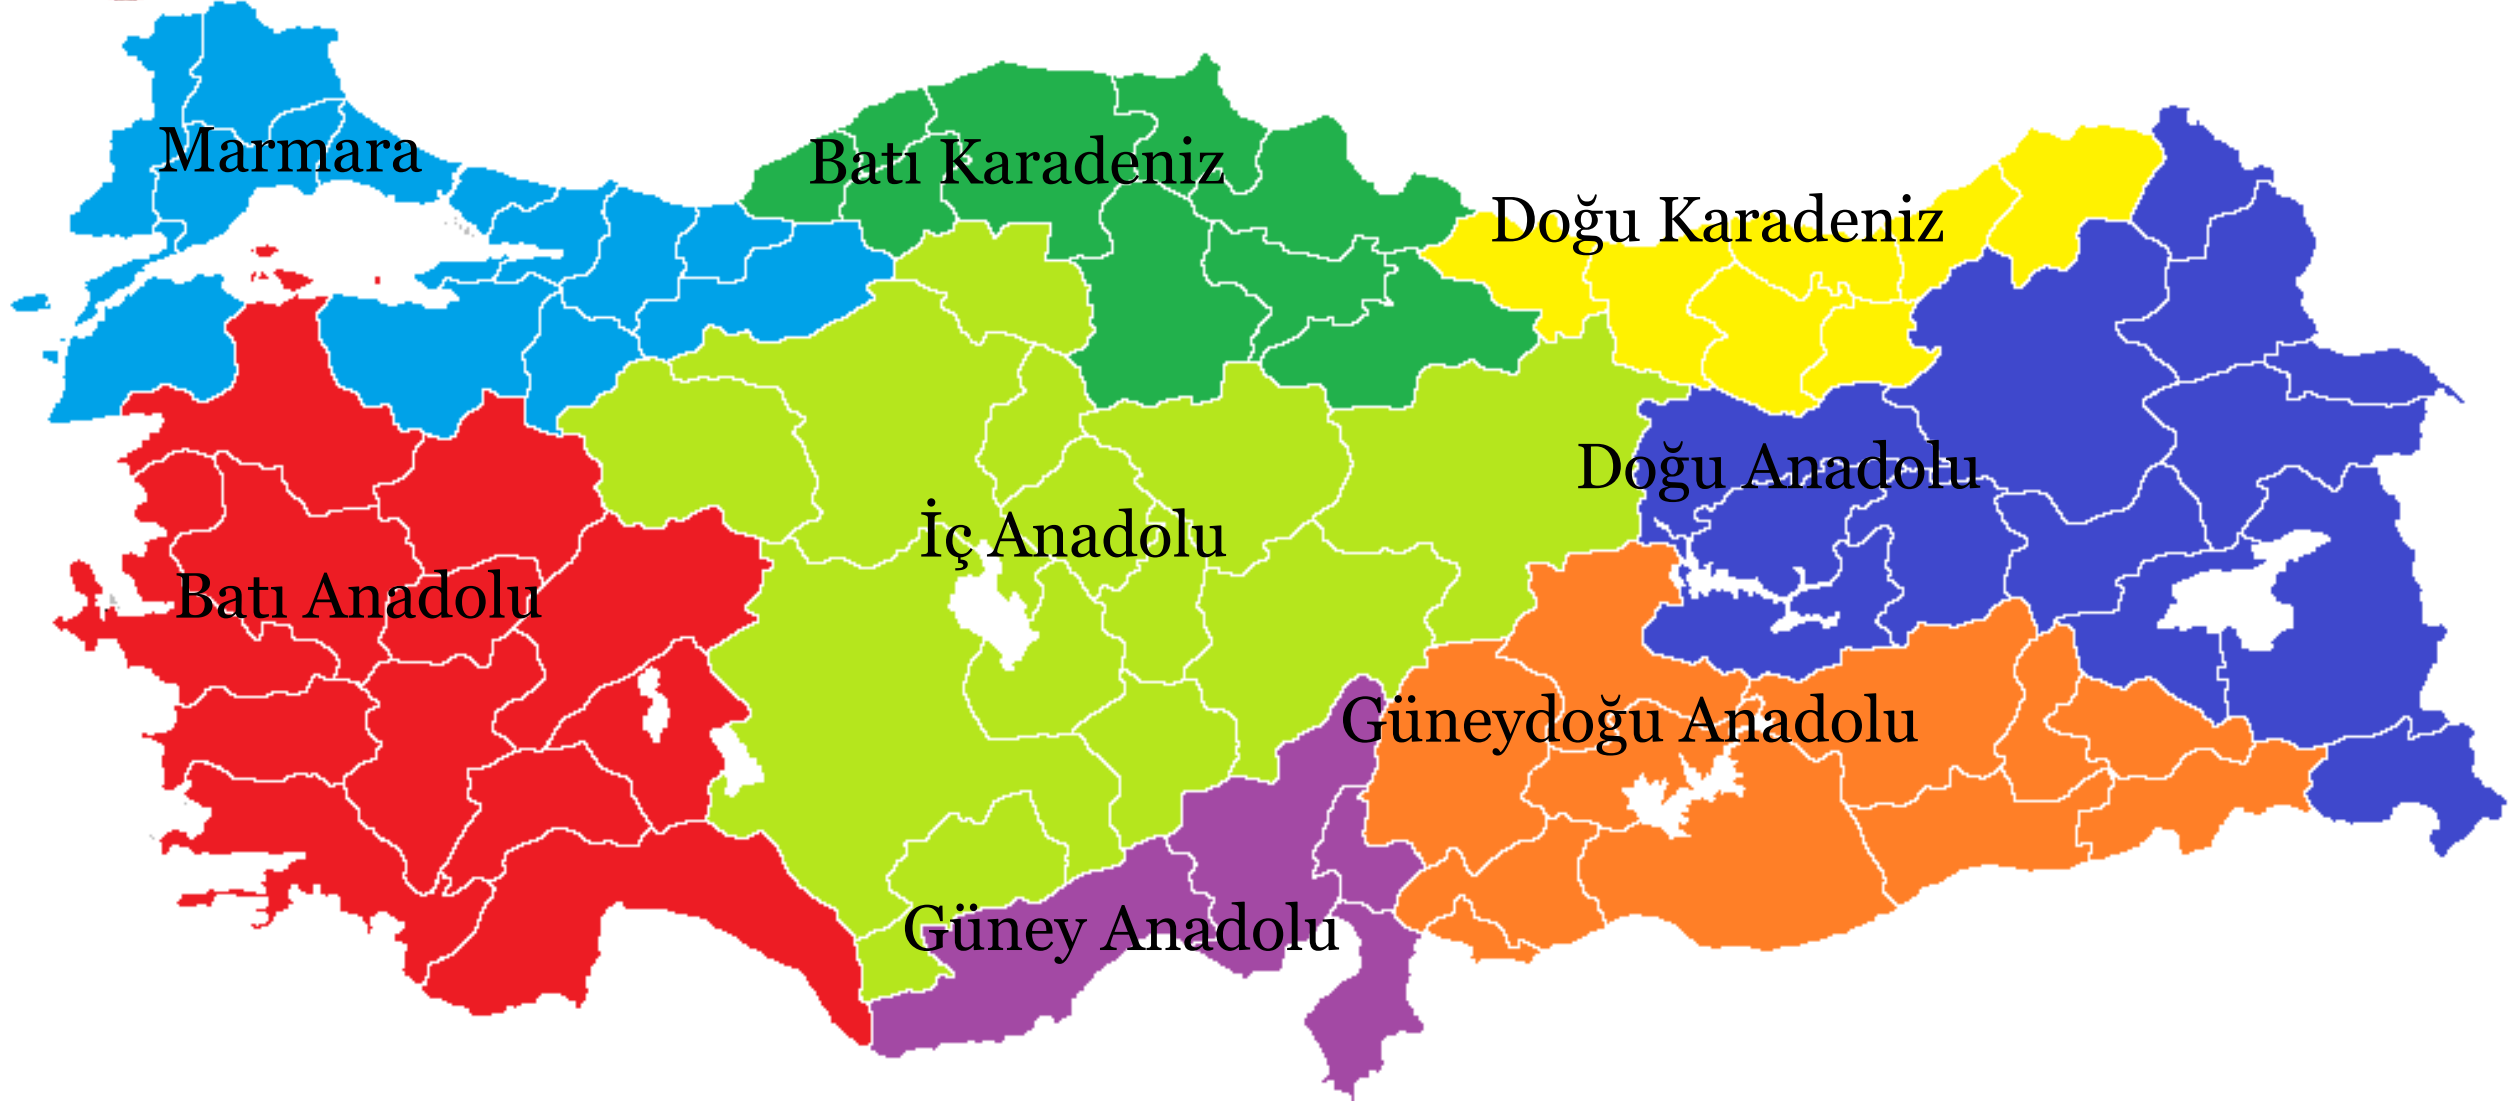 Marmara
Batı Karadeniz
Doğu Karadeniz
Doğu Anadolu
İç Anadolu
Batı Anadolu
Güneydoğu Anadolu
Güney Anadolu